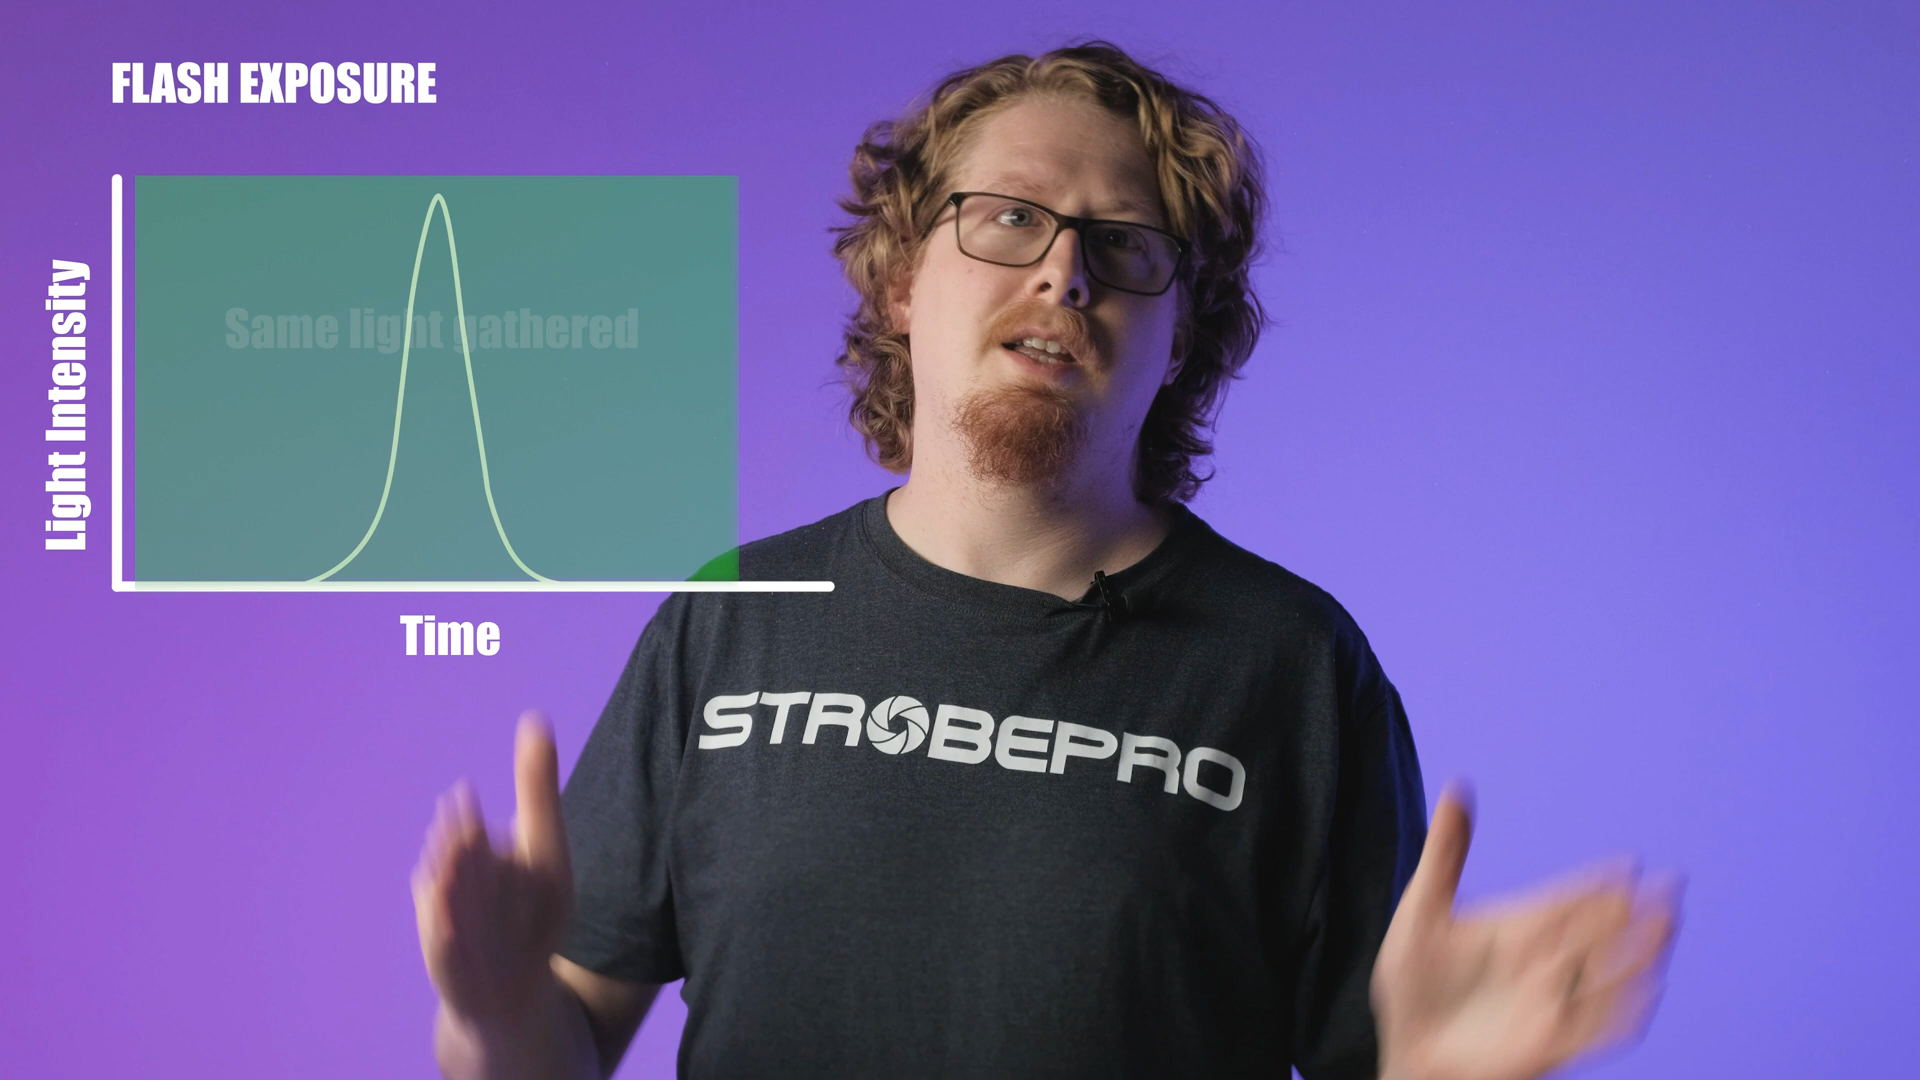 FLASH EXPOSURE
Light Intensity
Same light gathered
Time
STROBEPRO